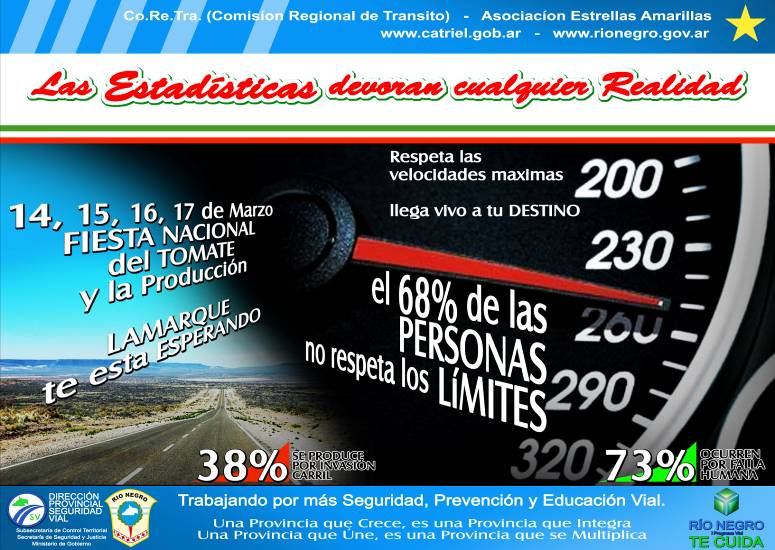 Co.Re.Tra. (Comision Regional de Transito) - Asociacíon Estrellas Amarillas
www.catriel.gob.ar - www.rionegro.gov.ar
Las Estadísticas devoran cualquier Realidad
Respeta las
velocidades maximas
llega vivo a tu DESTINO
14, 15, 16, 17 de Marzo
FIESTA NACIONAL
del TOMATE
y la Producción
LAMARQUE
te esta ESPERANDO
200
230
260
290
320
el 68% de las
PERSONAS
no respeta los LÍMITES
38% SE PRODUCE
POR INVASIÓN
CARRIL
73% OCURREN
POR FALLA
HUMANA
SV
DIRECCIÓN
PROVINCIAL
SEGURIDAD
VIAL
Subsecretaría de Control Territorial
Secretaría de Seguridad y Justicia
Ministerio de Gobierno
RIO NEGRO
Trabajando por más Seguridad, Prevención y Educación Vial.
Una Provincia que Crece, es una Provincia que Integra
Una Provincia que Úne, es una Provincia que se Multiplica
RÍO NEGRO
TE CUIDA